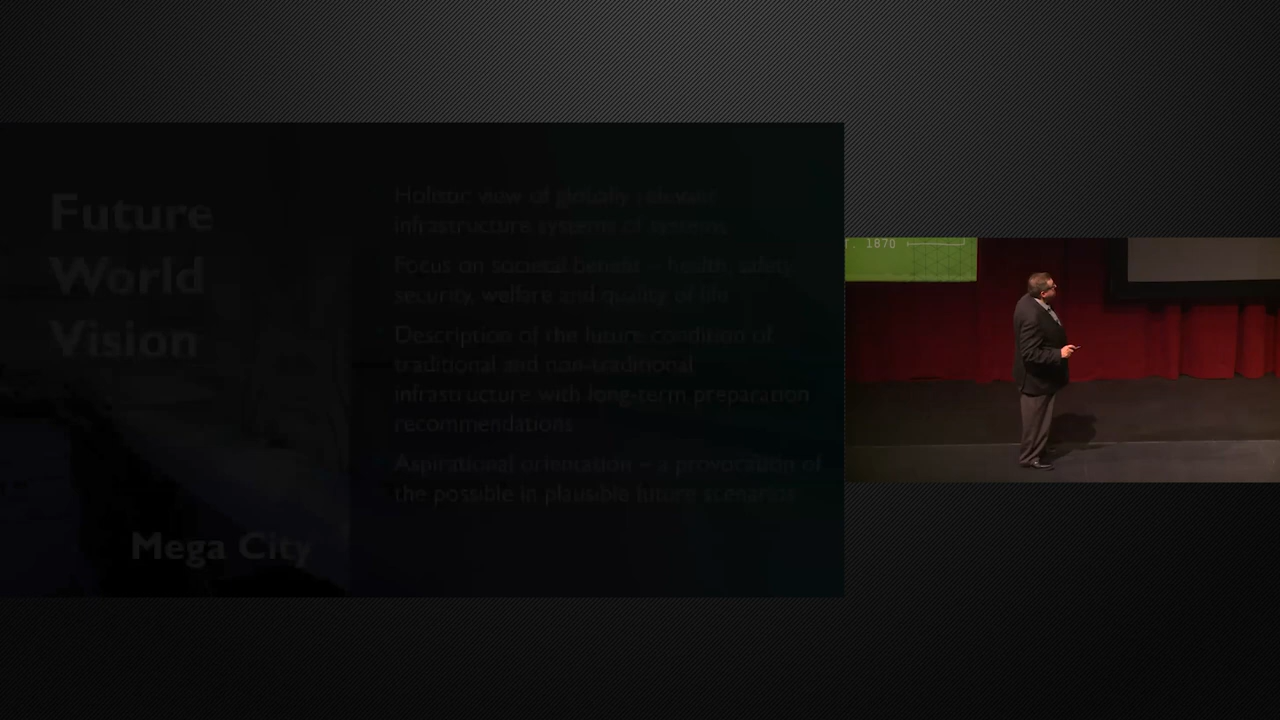 Future
World
Vision
Mega City
Holistic view of globally relevant
infrastructure systems of systems
Focus on societal benefit – health, safety
security, welfare and quality of life
Description of the future condition of
traditional and non-traditional
infrastructure with long-term preparation
recommendations
Aspirational orientation – a provocation of
the possible in plausible future scenarios
T. 1870